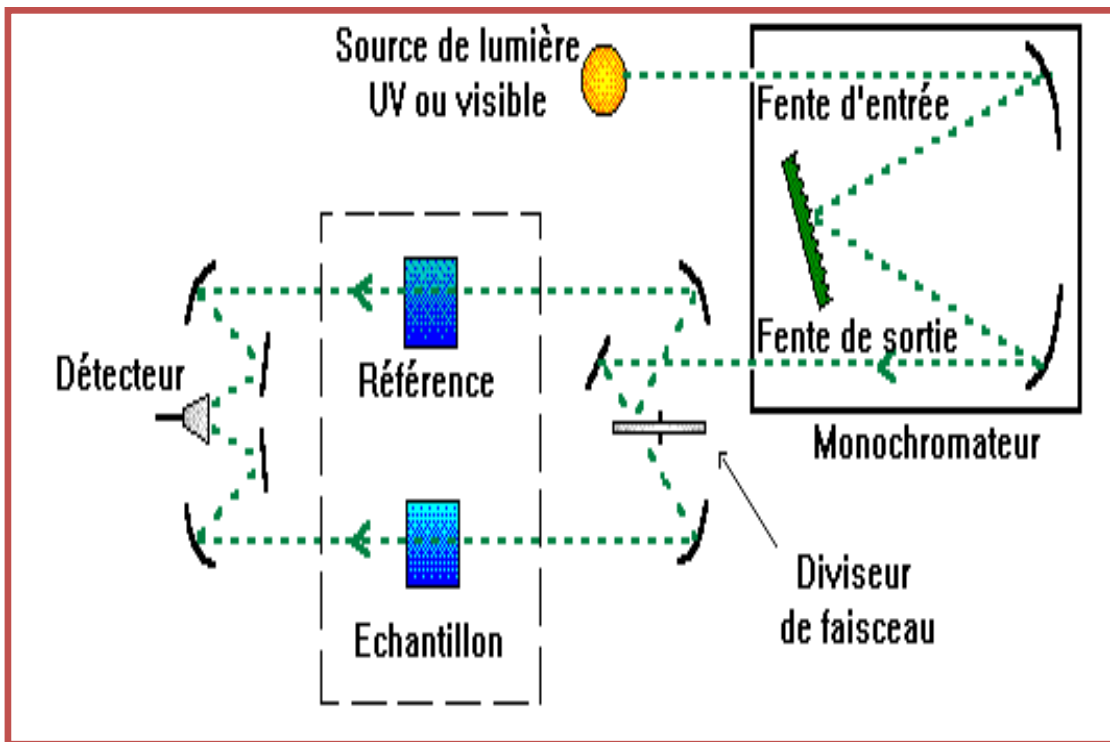 Source de lumière
UV ou visible
Fente d'entrée
Fente de sortie
Monochromateur
Détecteur
Référence
Echantillon
Diviseur
de faisceau